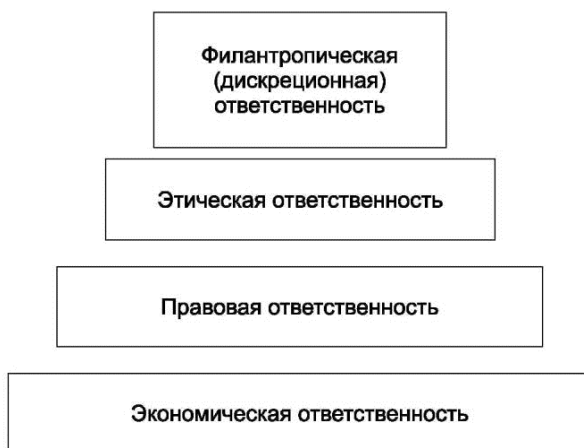 Филантропическая
(дискреционная)
ответственность
Этическая ответственность
Правовая ответственность
Экономическая ответственность